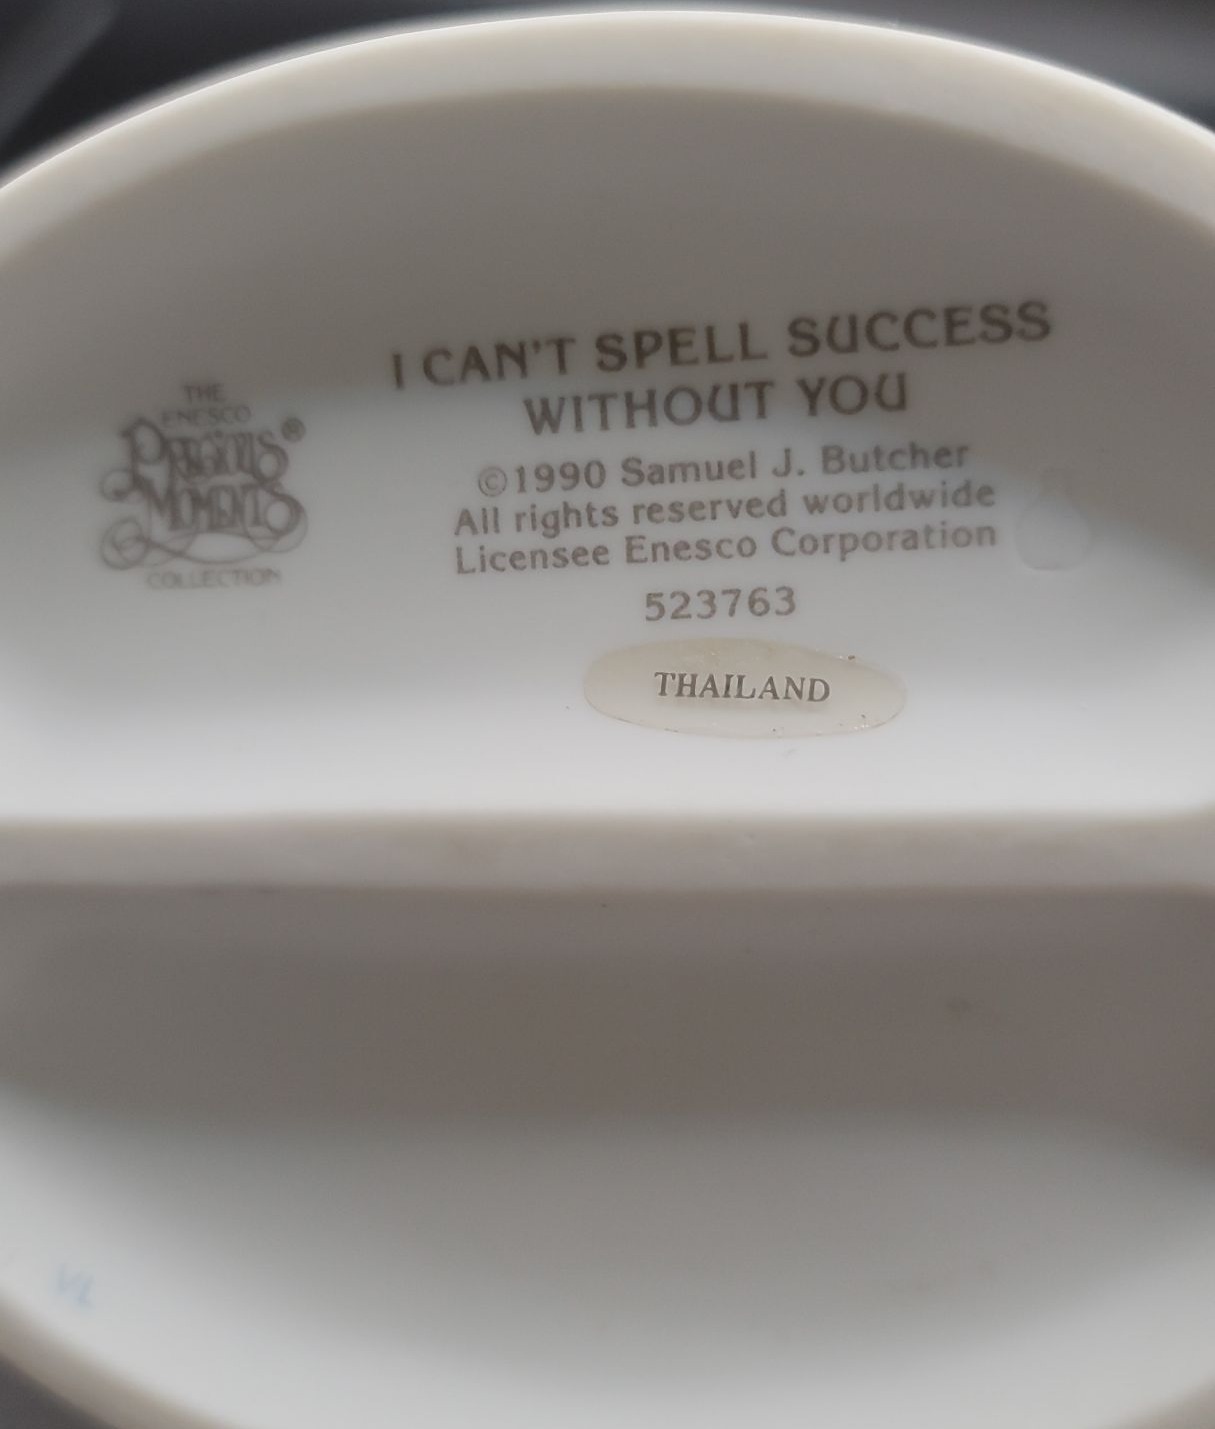 THE
ENESCO
PRECIOUS®
MOMENTS
COLLECTION
I CAN'T SPELL SUCCESS
WITHOUT YOU
©1990 Samuel J. Butcher
All rights reserved worldwide
Licensee Enesco Corporation
523763
THAILAND
VL